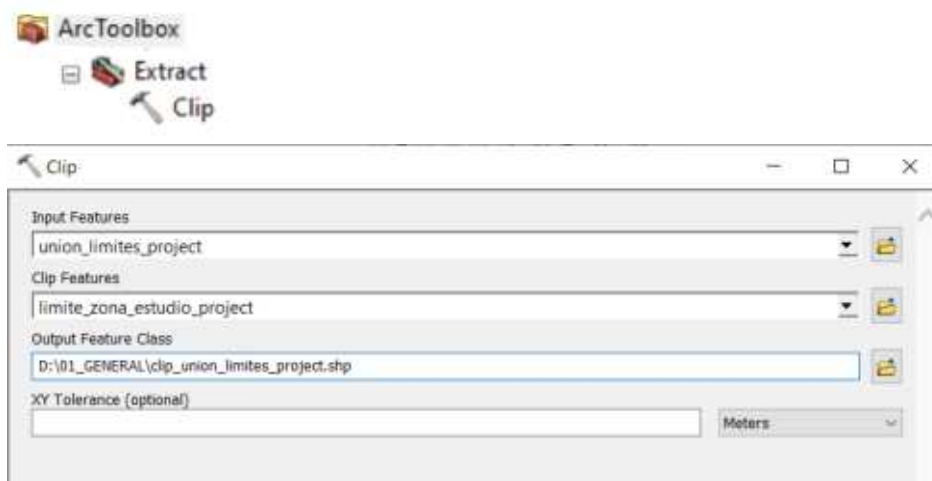 ArcToolbox
Extract
Clip
Clip
Input Features
union_limites_project
Clip Features
limite_zona_estudio_project
Output Feature Class
D:\01_GENERAL\clip_union_limites_project.shp
XY Tolerance (optional)
Meters